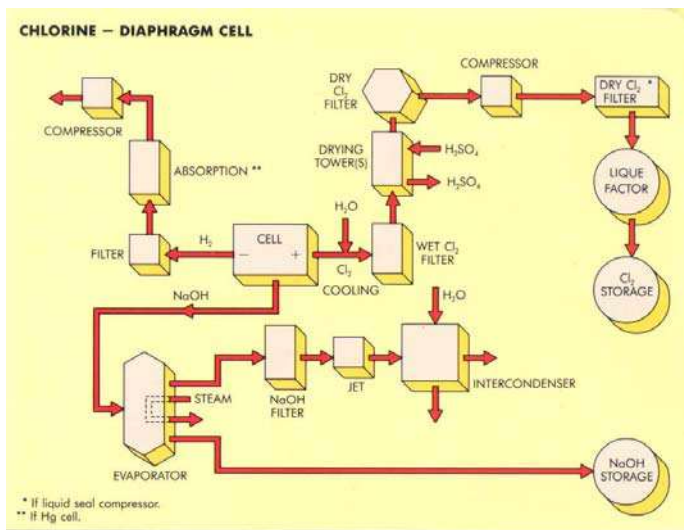 CHLORINE – DIAPHRAGM CELL
COMPRESSOR
DRY
Cl₂
FILTER
COMPRESSOR
DRY Cl₂ *
FILTER
ABSORPTION **
DRYING
TOWER(S)
H₂SO₄
H₂SO₄
LIQUE
FACTOR
H₂O
FILTER
H₂
CELL
– +
Cl₂
COOLING
WET Cl₂
FILTER
Cl₂
STORAGE
NaOH
H₂O
STEAM
NaOH
FILTER
JET
INTERCONDENSER
EVAPORATOR
NaOH
STORAGE
* If liquid seal compressor.
** If Hg cell.